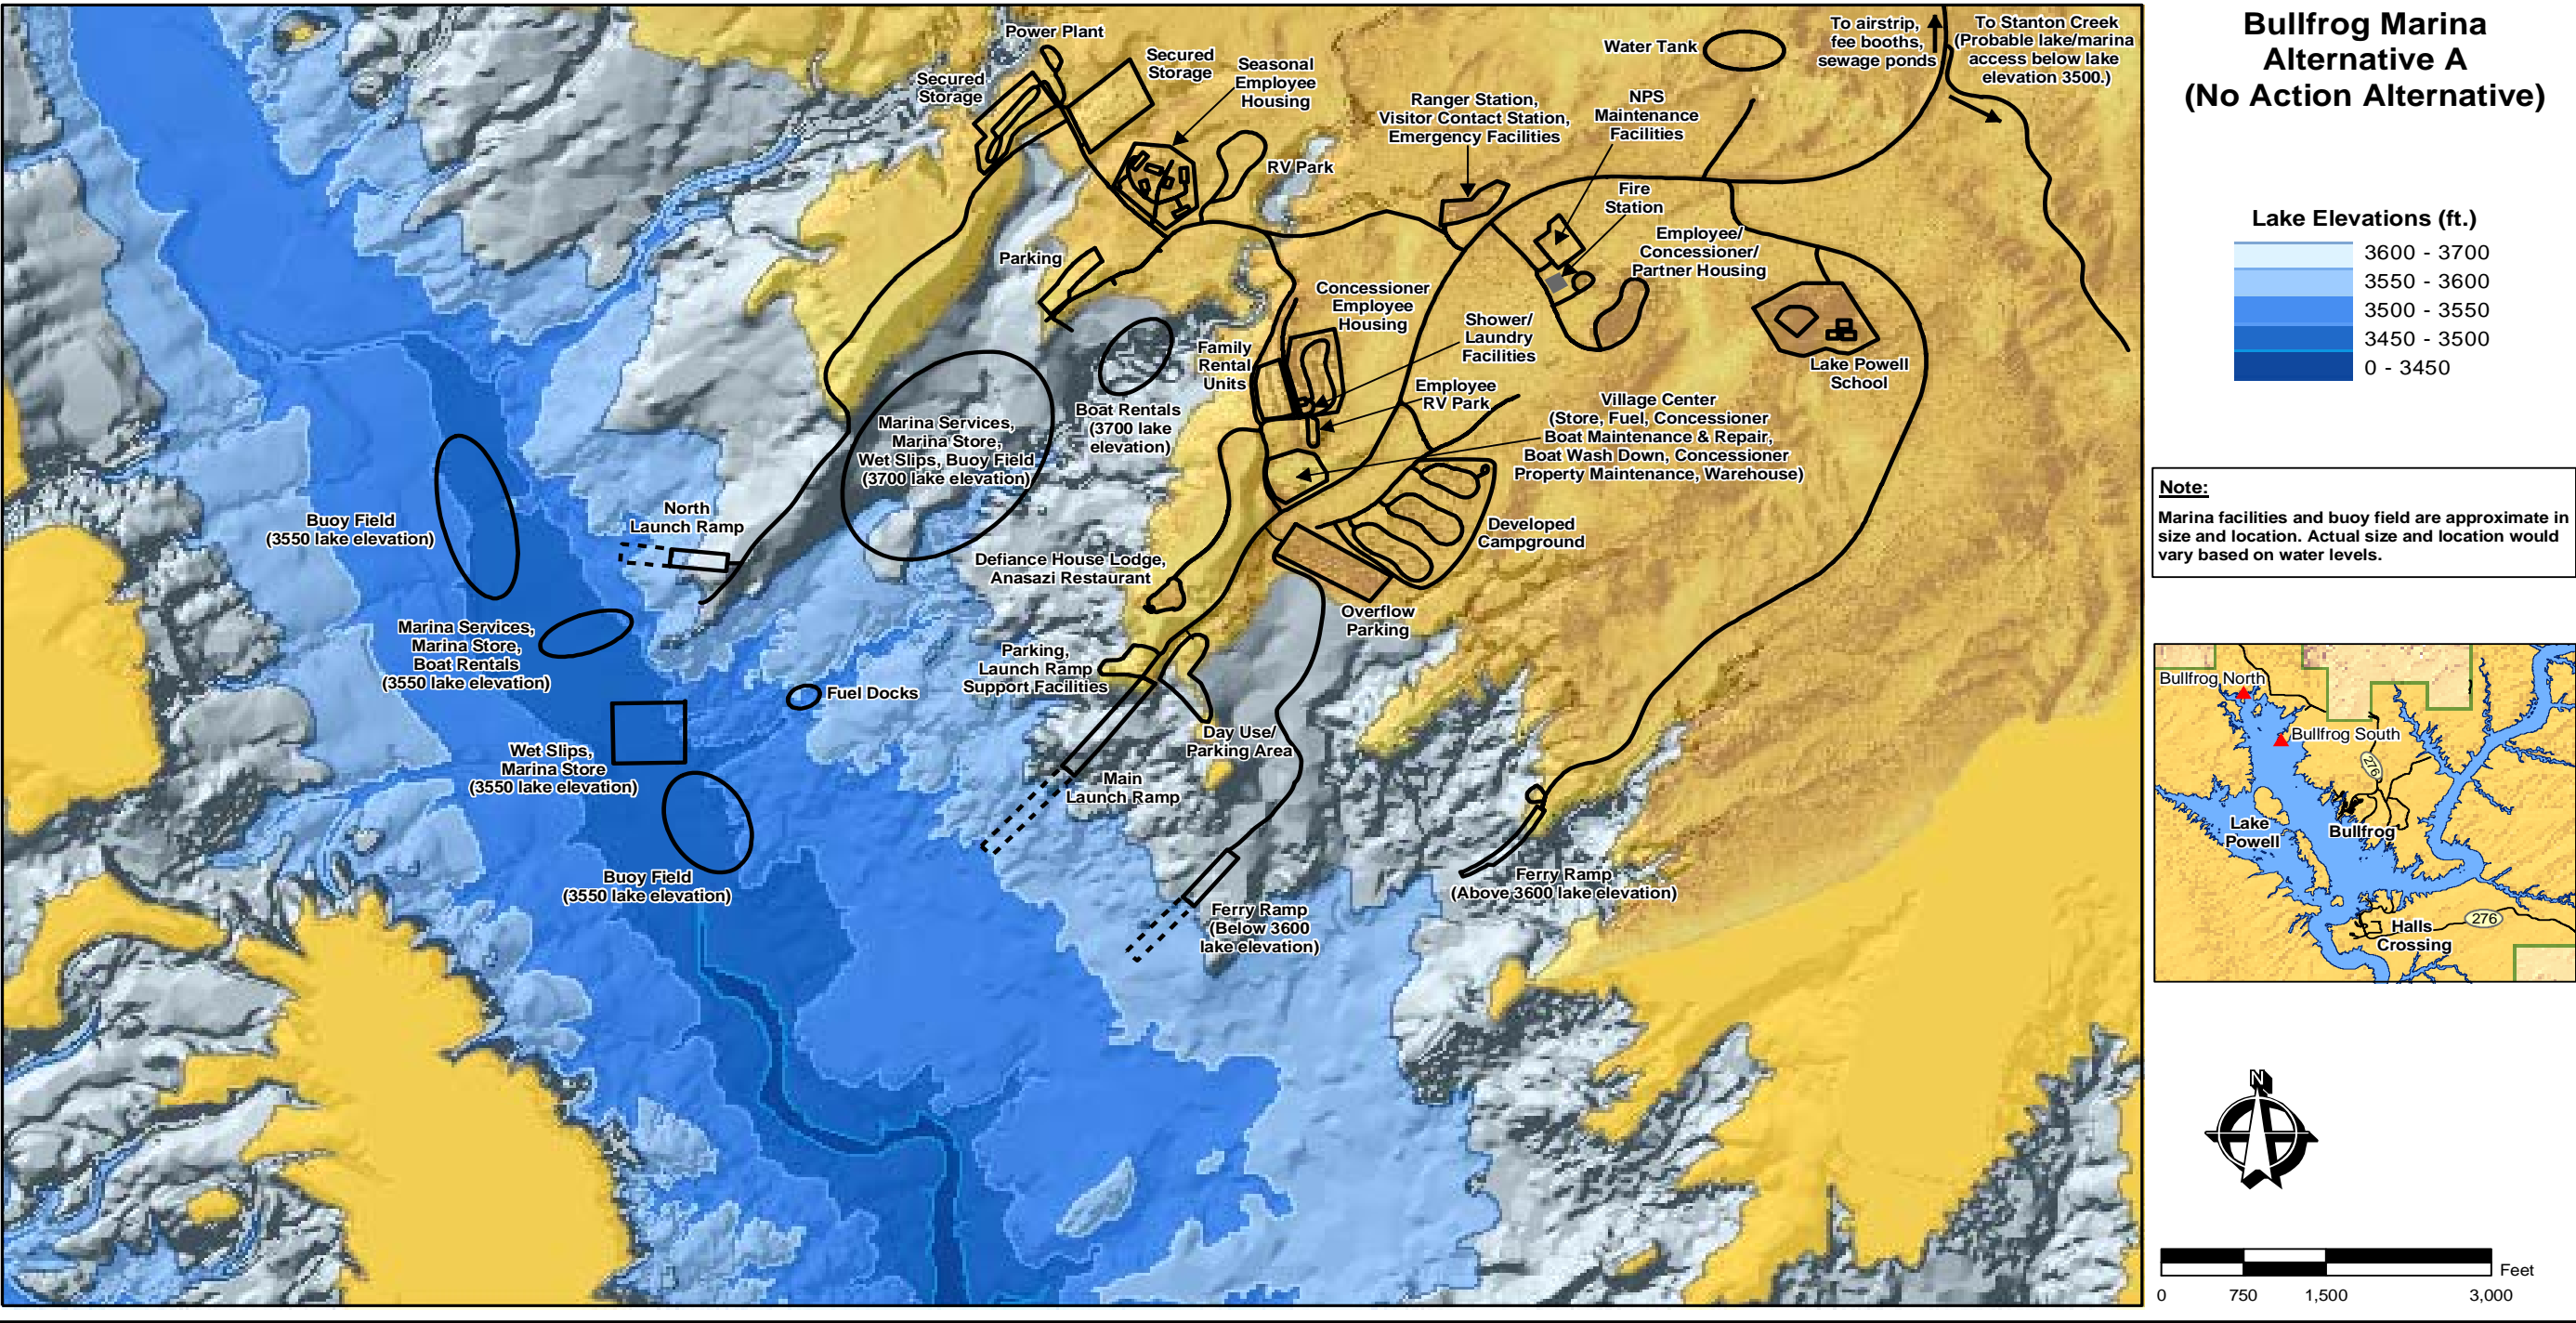 Bullfrog Marina
Alternative A
(No Action Alternative)
Lake Elevations (ft.)
3600 - 3700
3550 - 3600
3500 - 3550
3450 - 3500
0 - 3450
Note:
Marina facilities and buoy field are approximate in
size and location. Actual size and location would
vary based on water levels.
Power Plant
Secured
Storage
Secured
Storage
Seasonal
Employee
Housing
RV Park
Parking
Water Tank
To airstrip,
fee booths,
sewage ponds
To Stanton Creek
(Probable lake/marina
access below lake
elevation 3500.)
Ranger Station,
Visitor Contact Station,
Emergency Facilities
NPS
Maintenance
Facilities
Fire
Station
Employee/
Concessioner/
Partner Housing
Lake Powell
School
Concessioner
Employee
Housing
Shower/
Laundry
Facilities
Family
Rental
Units
Employee
RV Park
Village Center
(Store, Fuel, Concessioner
Boat Maintenance & Repair,
Boat Wash Down, Concessioner
Property Maintenance, Warehouse)
Boat Rentals
(3700 lake
elevation)
Marina Services,
Marina Store,
Wet Slips, Buoy Field
(3700 lake elevation)
North
Launch Ramp
Buoy Field
(3550 lake elevation)
Developed
Campground
Defiance House Lodge,
Anasazi Restaurant
Overflow
Parking
Marina Services,
Marina Store,
Boat Rentals
(3550 lake elevation)
Parking,
Launch Ramp
Support Facilities
Fuel Docks
Day Use/
Parking Area
Wet Slips,
Marina Store
(3550 lake elevation)
Main
Launch Ramp
Buoy Field
(3550 lake elevation)
Ferry Ramp
(Above 3600 lake elevation)
Ferry Ramp
(Below 3600
lake elevation)
Bullfrog North
Bullfrog South
276
Lake
Powell
Bullfrog
276
Halls
Crossing
N
Feet
0 750 1,500 3,000